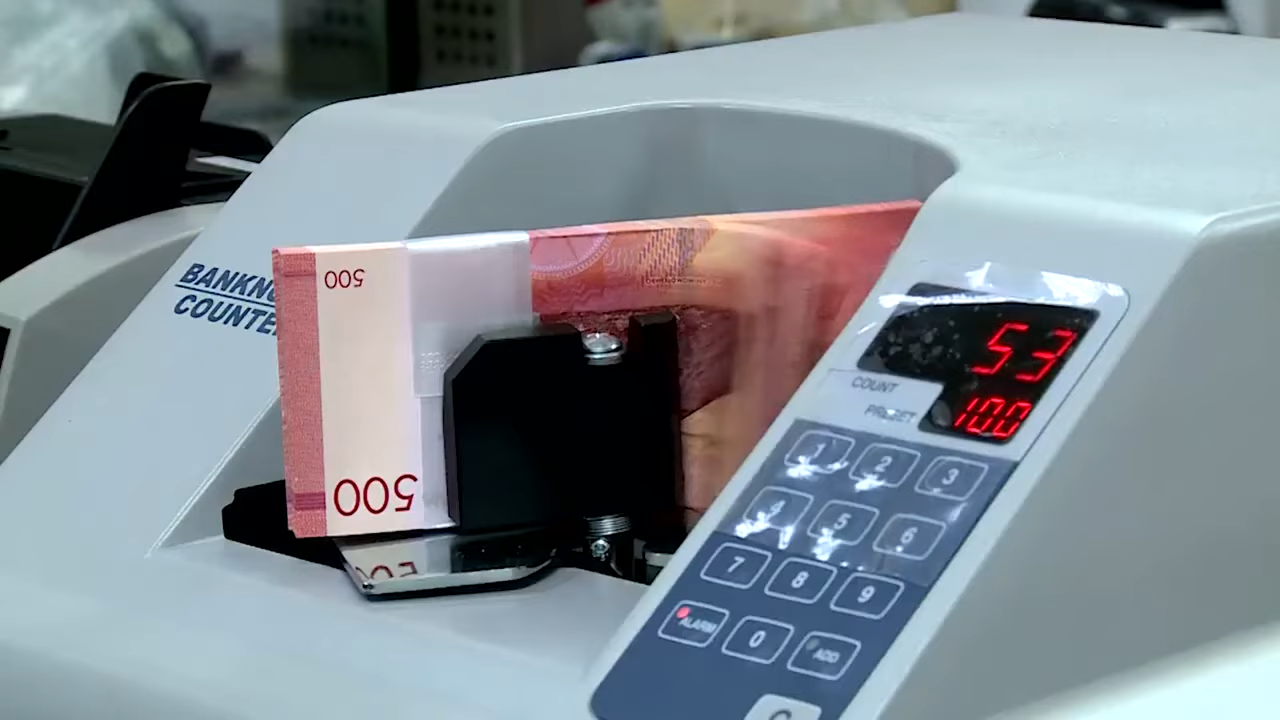 BANKN
COUNTE
500
500
500
53
COUNT
PRESET
100
1 2 3
4 5 6
7 8 9
ALARM 0 ADD
C